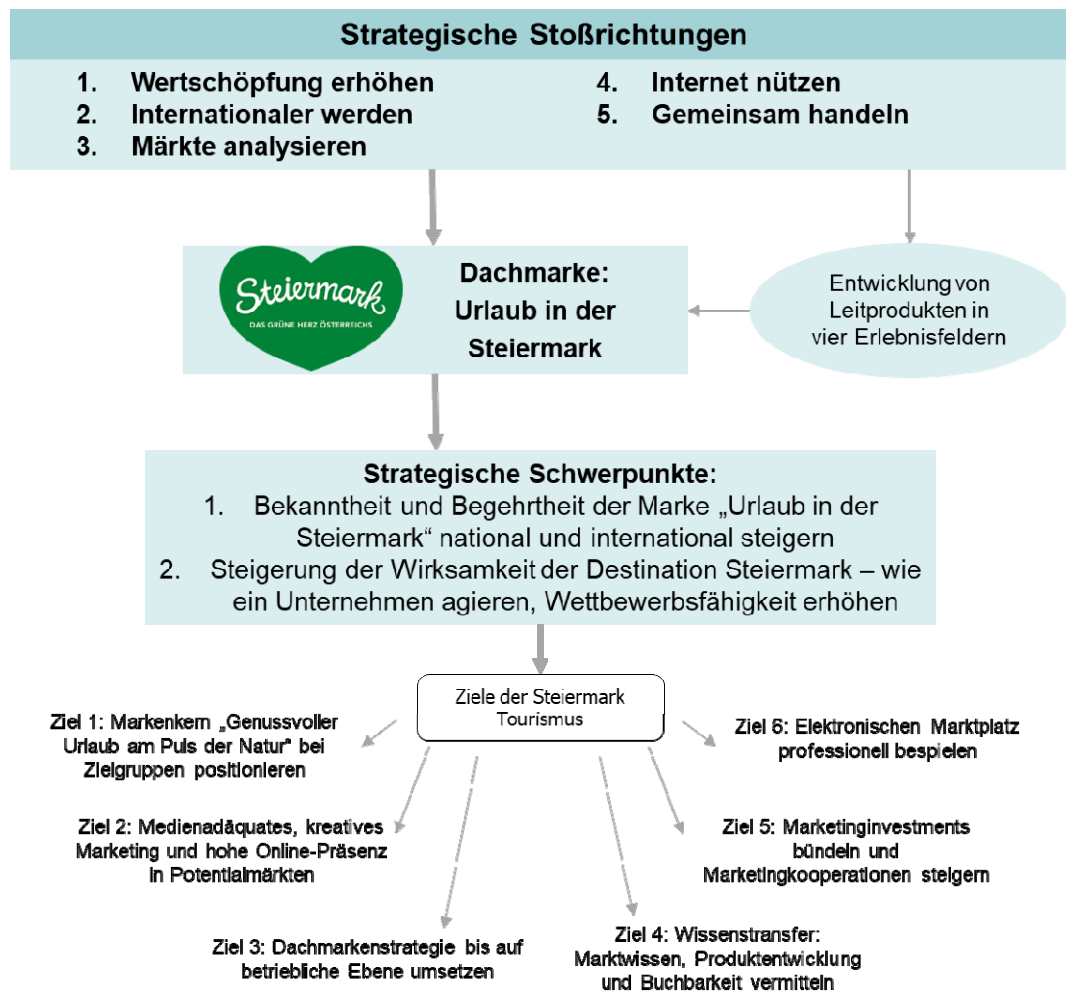 Strategische Stoßrichtungen
1. Wertschöpfung erhöhen
2. Internationaler werden
3. Märkte analysieren
4. Internet nützen
5. Gemeinsam handeln
Steiermark
DAS GRÜNE HERZ ÖSTERREICHS
Dachmarke:
Urlaub in der
Steiermark
Entwicklung von
Leitprodukten in
vier Erlebnisfeldern
Strategische Schwerpunkte:
1. Bekanntheit und Begehrtheit der Marke „Urlaub in der
Steiermark“ national und international steigern
2. Steigerung der Wirksamkeit der Destination Steiermark – wie
ein Unternehmen agieren, Wettbewerbsfähigkeit erhöhen
Ziele der Steiermark
Tourismus
Ziel 1: Markenkern „Genussvoller
Urlaub am Puls der Natur“ bei
Zielgruppen positionieren
Ziel 2: Medienadäquates, kreatives
Marketing und hohe Online-Präsenz
in Potentialmärkten
Ziel 3: Dachmarkenstrategie bis auf
betriebliche Ebene umsetzen
Ziel 4: Wissenstransfer:
Marktwissen, Produktentwicklung
und Buchbarkeit vermitteln
Ziel 5: Marketinginvestments
bündeln und
Marketingkooperationen steigern
Ziel 6: Elektronischen Marktplatz
professionell bespielen